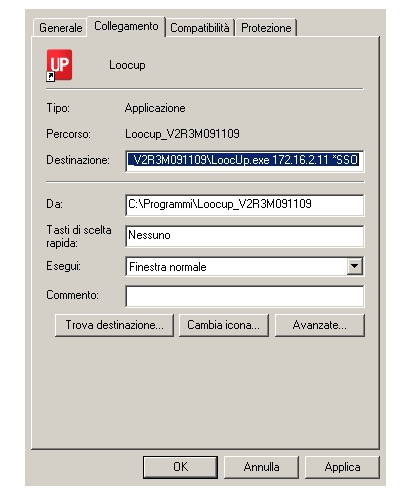 Generale Collegamento Compatibilità Protezione
UP Loocup
Tipo: Applicazione
Percorso: Loocup_V2R3M091109
Destinazione: _V2R3M091109\LoocUp.exe 172.16.2.11 *SSO
Da: C:\Programmi\Loocup_V2R3M091109
Tasti di scelta
rapida: Nessuno
Esegui: Finestra normale
Commento:
Trova destinazione... Cambia icona... Avanzate...
OK Annulla Applica